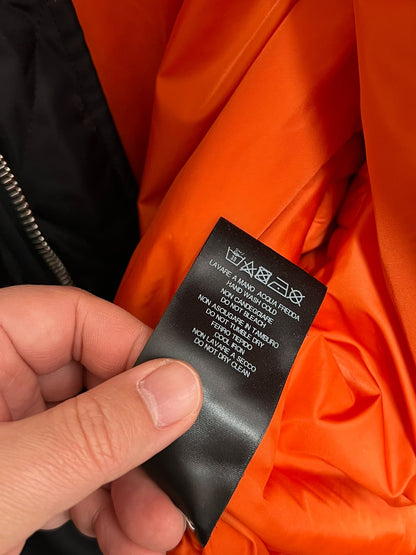 LAVARE A MANO, ACQUA FREDDA
HAND WASH COLD
NON CANDEGGIARE
DO NOT BLEACH
NON ASCIUGARE IN TAMBURO
DO NOT TUMBLE DRY
FERRO TIEPIDO
COOL IRON
NON LAVARE A SECCO
DO NOT DRY CLEAN